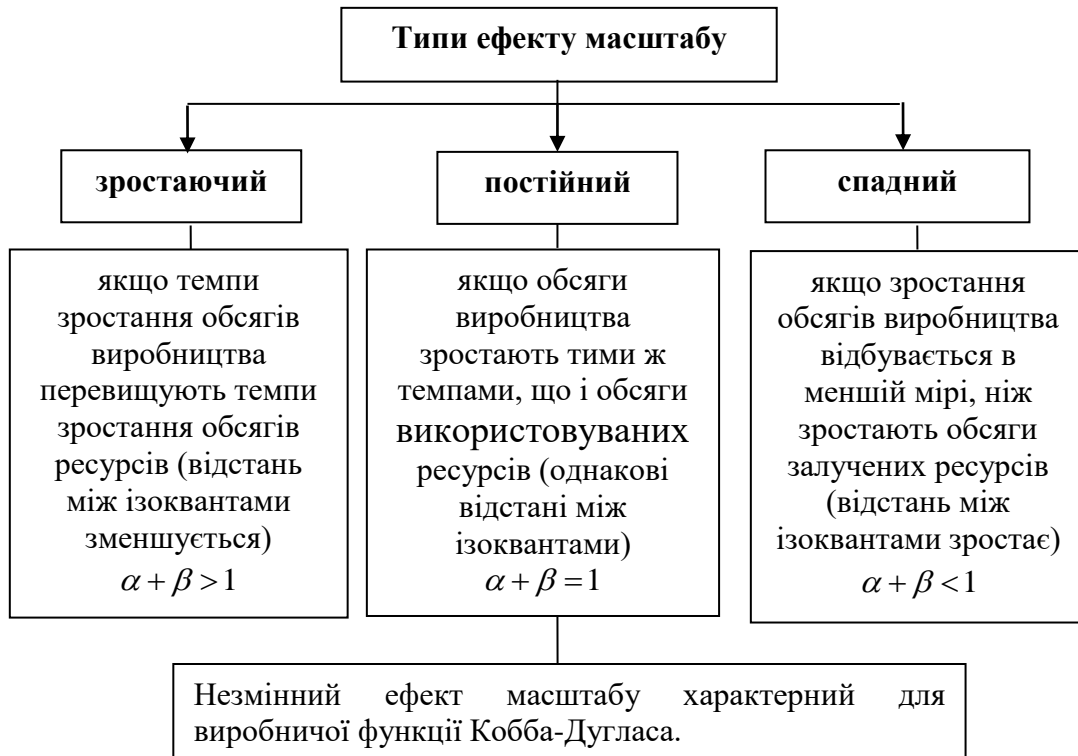 Типи ефекту масштабу
зростаючий
постійний
спадний
якщо темпи
зростання обсягів
виробництва
перевищують темпи
зростання обсягів
ресурсів (відстань
між ізоквантами
зменшується)
α + β > 1
якщо обсяги
виробництва
зростають тими ж
темпами, що і обсяги
використовуваних
ресурсів (однакові
відстані між
ізоквантами)
α + β = 1
якщо зростання
обсягів виробництва
відбувається в
меншій мірі, ніж
зростають обсяги
залучених ресурсів
(відстань між
ізоквантами зростає)
α + β < 1
Незмінний ефект масштабу характерний для
виробничої функції Кобба-Дугласа.